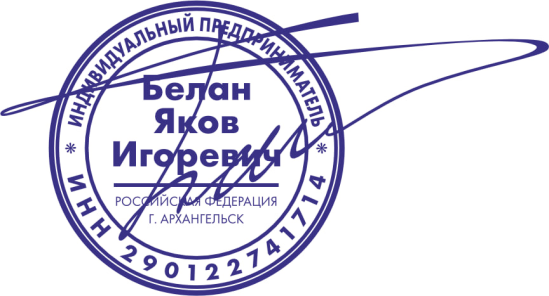 ИНДИВИДУАЛЬНЫЙ ПРЕДПРИНИМАТЕЛЬ
Белан
Яков
Игоревич
РОССИЙСКАЯ ФЕДЕРАЦИЯ
Г. АРХАНГЕЛЬСК
* ИНН 290122741714 *